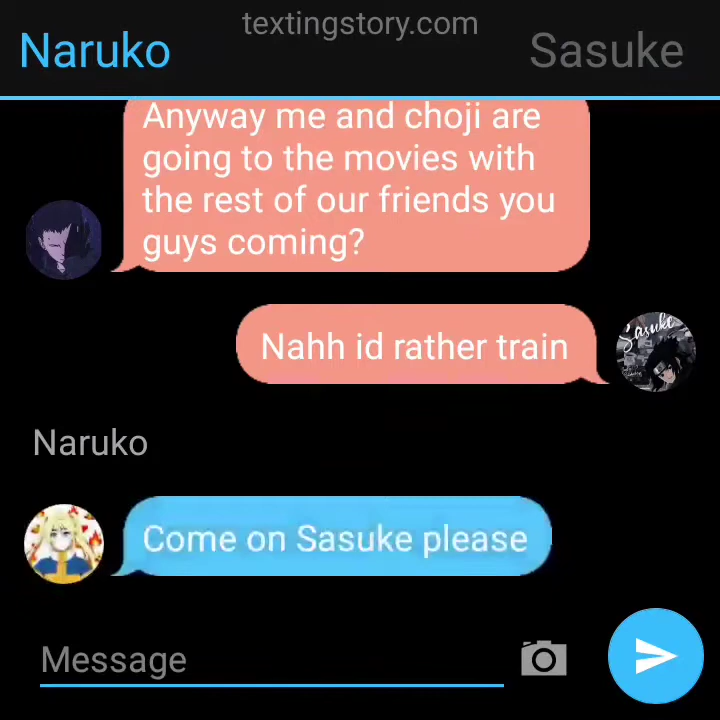 textingstory.com
Naruko
Sasuke
Anyway me and choji are
going to the movies with
the rest of our friends you
guys coming?
Nahh id rather train
Sasuke
Naruko
Come on Sasuke please
Message